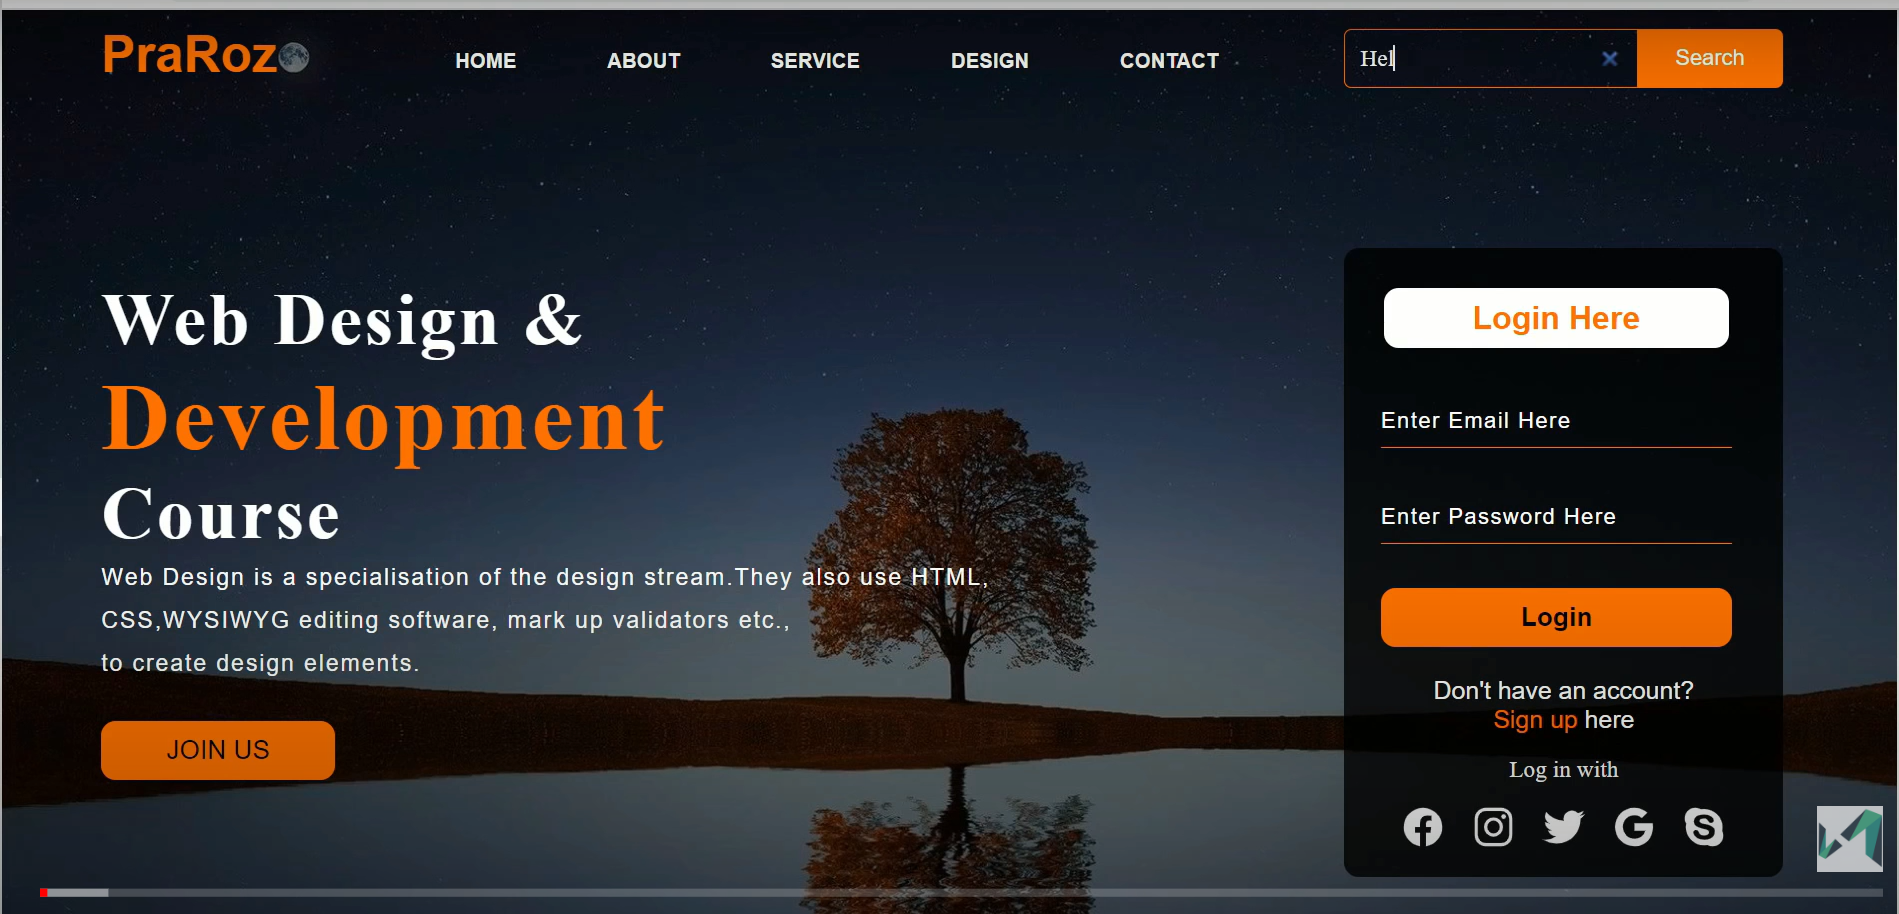 PraRoz
HOME
ABOUT
SERVICE
DESIGN
CONTACT
Hel
Search
Web Design &
Development
Course
Web Design is a specialisation of the design stream.They also use HTML,
CSS,WYSIWYG editing software, mark up validators etc.,
to create design elements.
JOIN US
Login Here
Enter Email Here
Enter Password Here
Login
Don't have an account?
Sign up here
Log in with